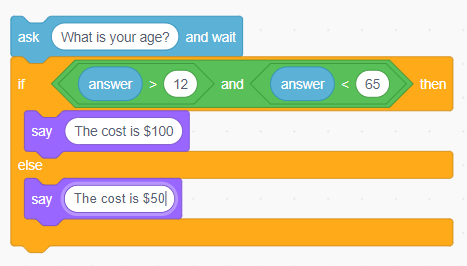 ask What is your age? and wait
if answer > 12 and answer < 65 then
say The cost is $100
else
say The cost is $50